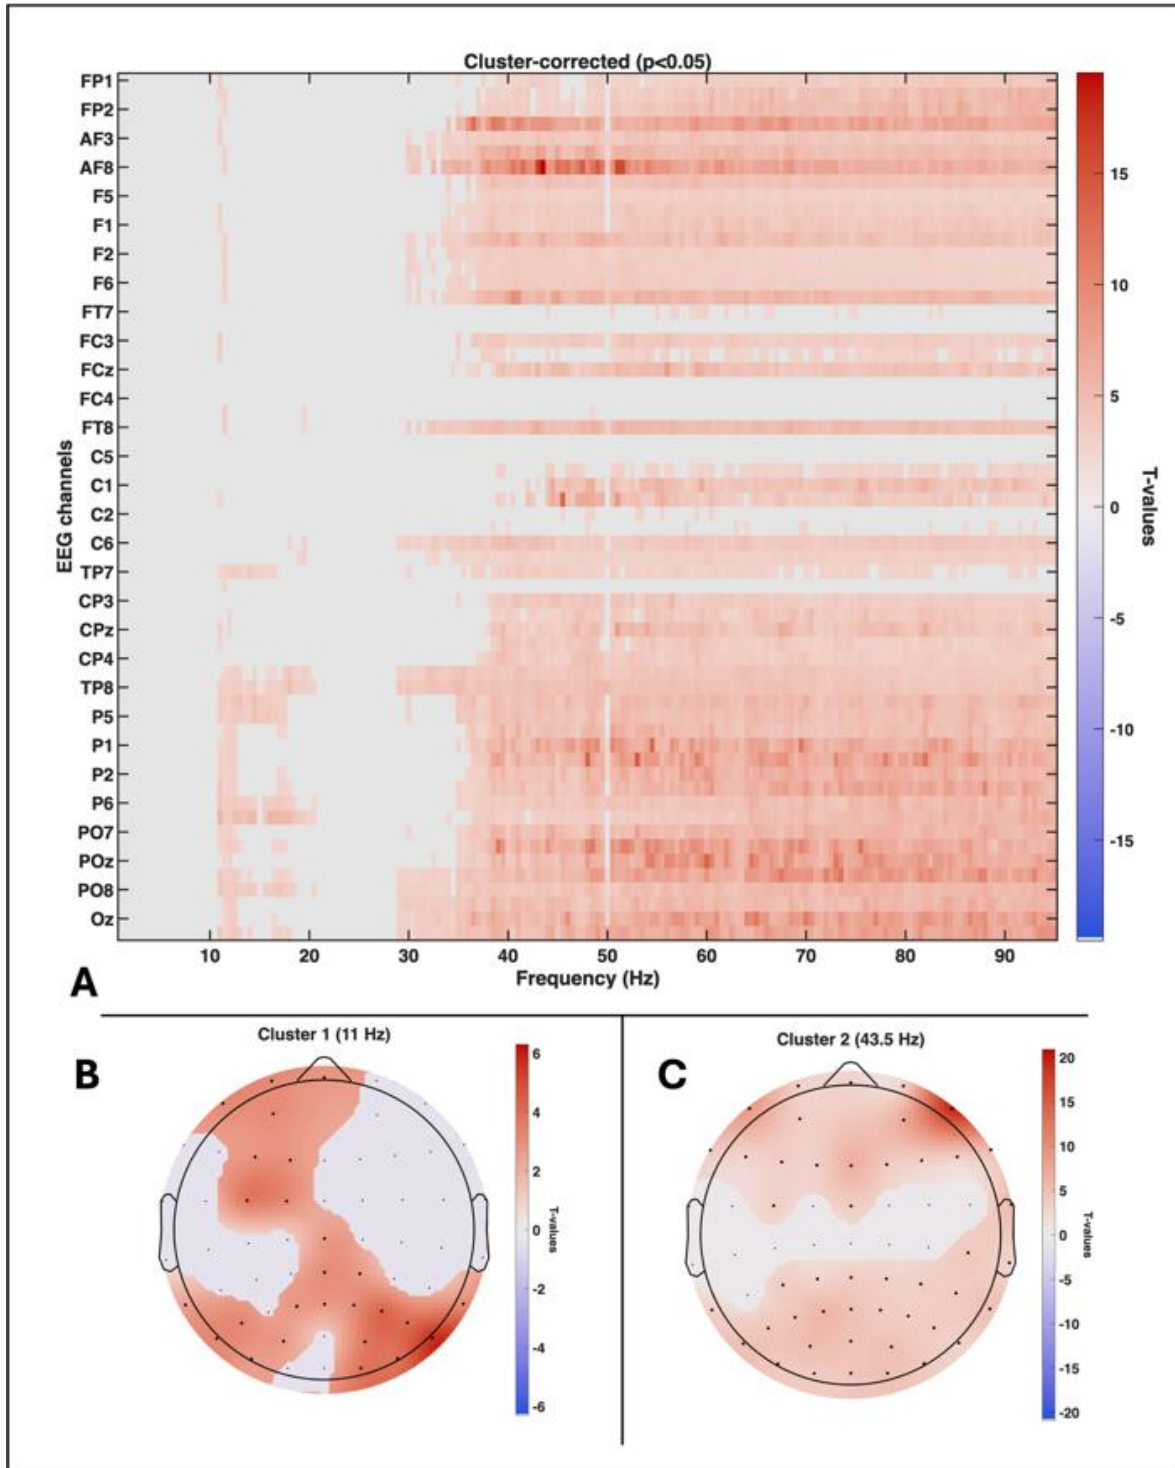 Cluster-corrected (p<0.05)
FP1
FP2
AF3
AF8
F5
F1
F2
F6
FT7
FC3
FCz
FC4
FT8
C5
C1
C2
C6
TP7
CP3
CPz
CP4
TP8
P5
P1
P2
P6
PO7
POz
PO8
Oz
EEG channels
10 20 30 40 50 60 70 80 90
Frequency (Hz)
15
10
5
0
-5
-10
-15
T-values
A
Cluster 1 (11 Hz)
B
6
4
2
0
-2
-4
-6
T-values
Cluster 2 (43.5 Hz)
C
20
15
10
5
0
-5
-10
-15
-20
T-values